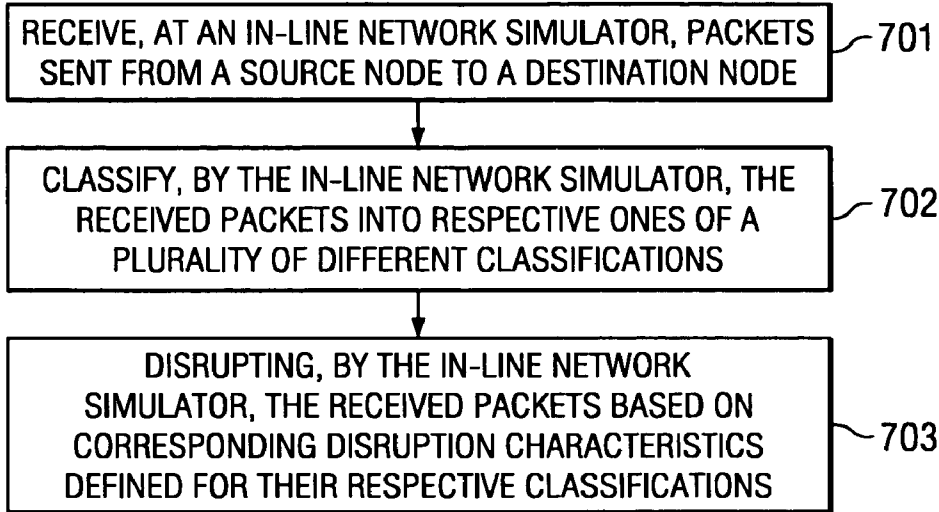 RECEIVE, AT AN IN-LINE NETWORK SIMULATOR, PACKETS
SENT FROM A SOURCE NODE TO A DESTINATION NODE
701
CLASSIFY, BY THE IN-LINE NETWORK SIMULATOR, THE
RECEIVED PACKETS INTO RESPECTIVE ONES OF A
PLURALITY OF DIFFERENT CLASSIFICATIONS
702
DISRUPTING, BY THE IN-LINE NETWORK
SIMULATOR, THE RECEIVED PACKETS BASED ON
CORRESPONDING DISRUPTION CHARACTERISTICS
DEFINED FOR THEIR RESPECTIVE CLASSIFICATIONS
703